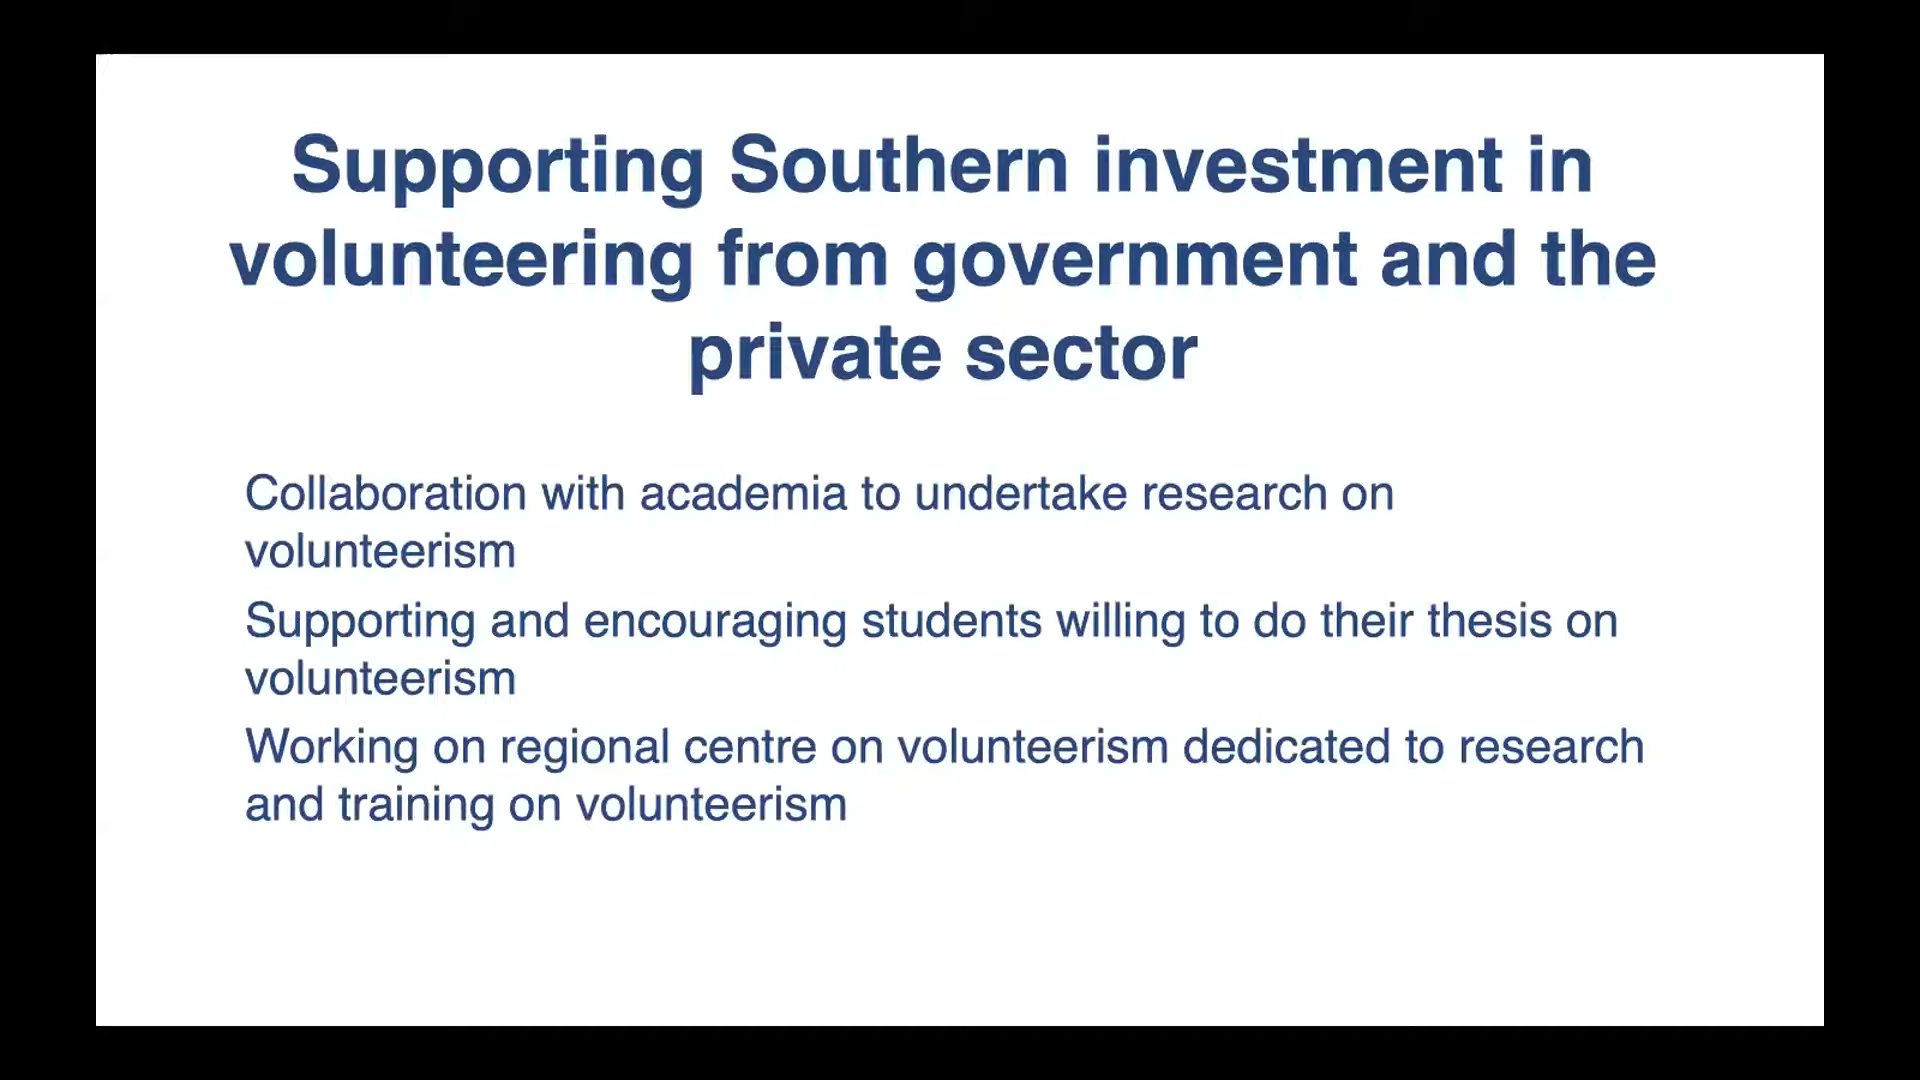 Supporting Southern investment in
volunteering from government and the
private sector
Collaboration with academia to undertake research on
volunteerism
Supporting and encouraging students willing to do their thesis on
volunteerism
Working on regional centre on volunteerism dedicated to research
and training on volunteerism